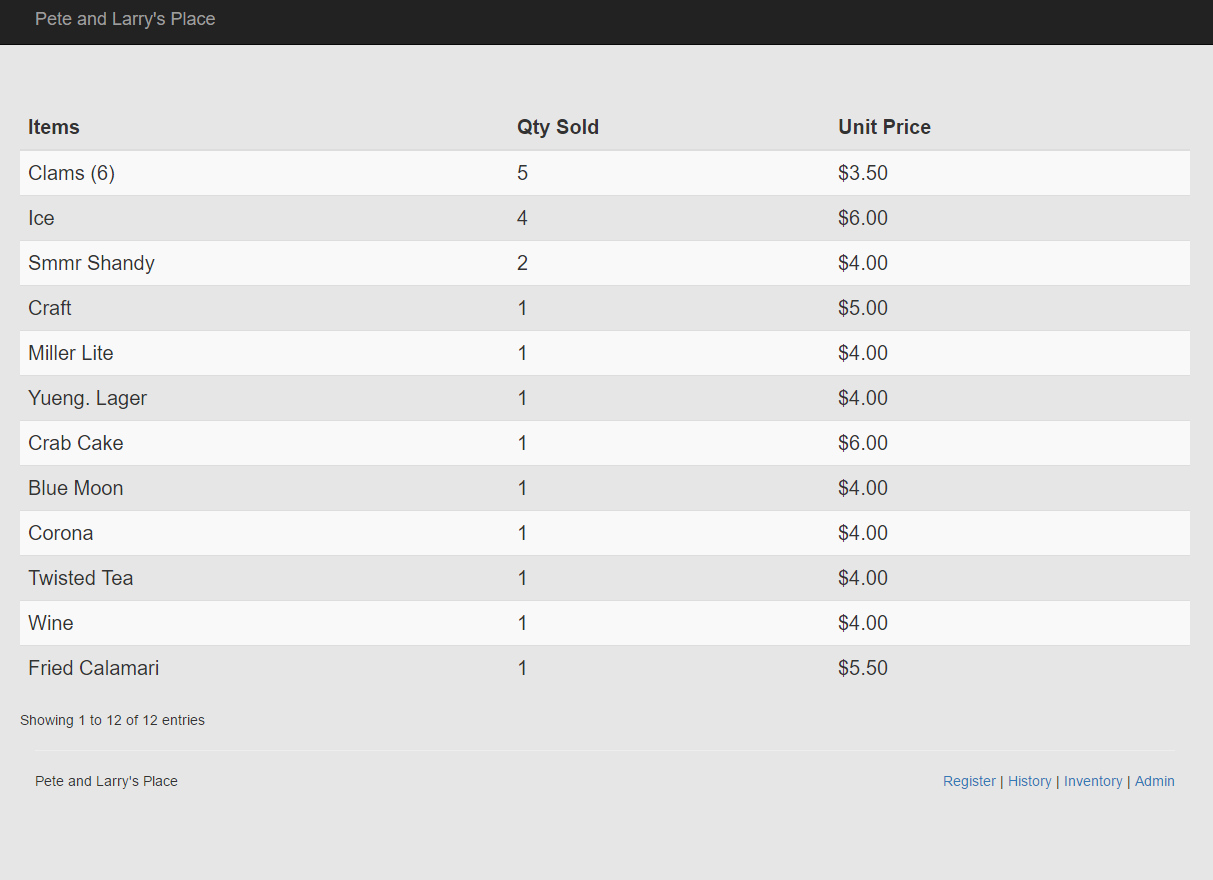 Pete and Larry's Place
Items Qty Sold Unit Price
Clams (6) 5 $3.50
Ice 4 $6.00
Smmr Shandy 2 $4.00
Craft 1 $5.00
Miller Lite 1 $4.00
Yueng. Lager 1 $4.00
Crab Cake 1 $6.00
Blue Moon 1 $4.00
Corona 1 $4.00
Twisted Tea 1 $4.00
Wine 1 $4.00
Fried Calamari 1 $5.50
Showing 1 to 12 of 12 entries
Pete and Larry's Place Register | History | Inventory | Admin